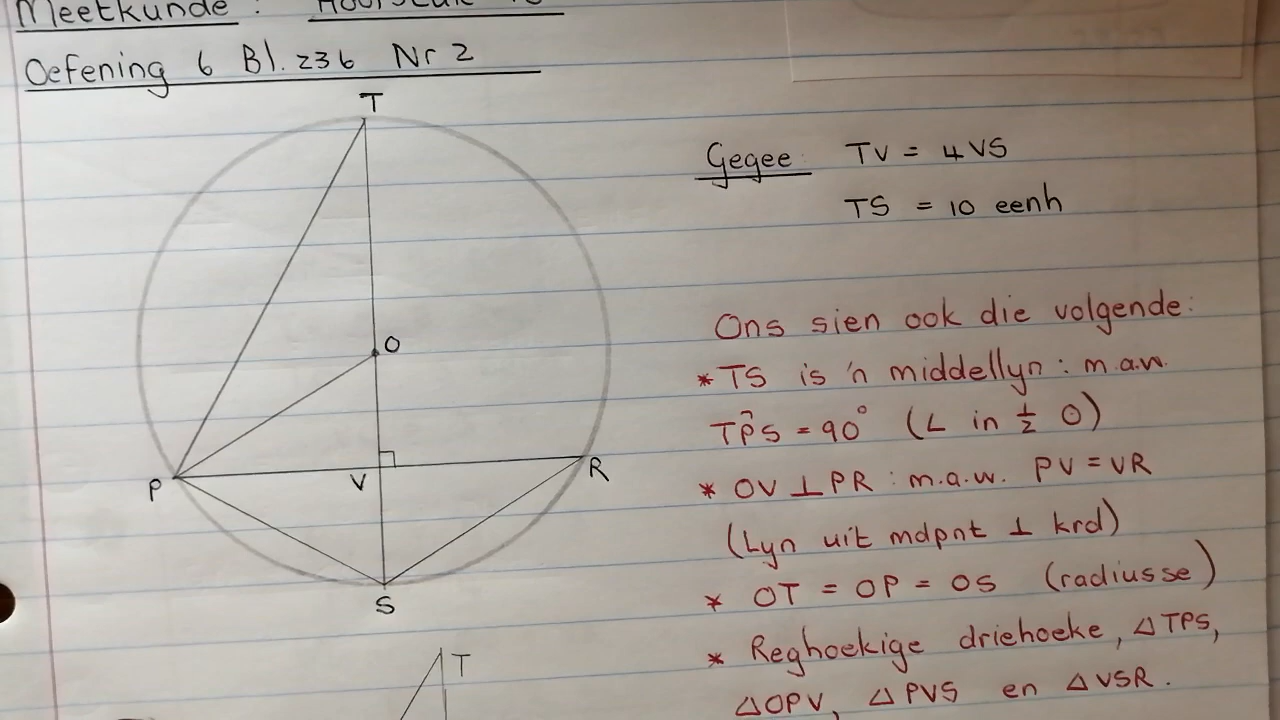 Meetkunde :
Oefening 6 Bl. 236 Nr 2
T
O
P
V
R
S
T
Gegee : TV = 4VS
TS = 10 eenh
Ons sien ook die volgende:
* TS is 'n middellyn : m.a.w.
TP̂S = 90° (L in ½ O)
* OV ⊥ PR : m.a.w. PV = VR
(Lyn uit mdpnt ⊥ krd)
* OT = OP = OS (radiusse)
* Reghoekige driehoeke, △TPS,
△OPV, △PVS en △VSR.